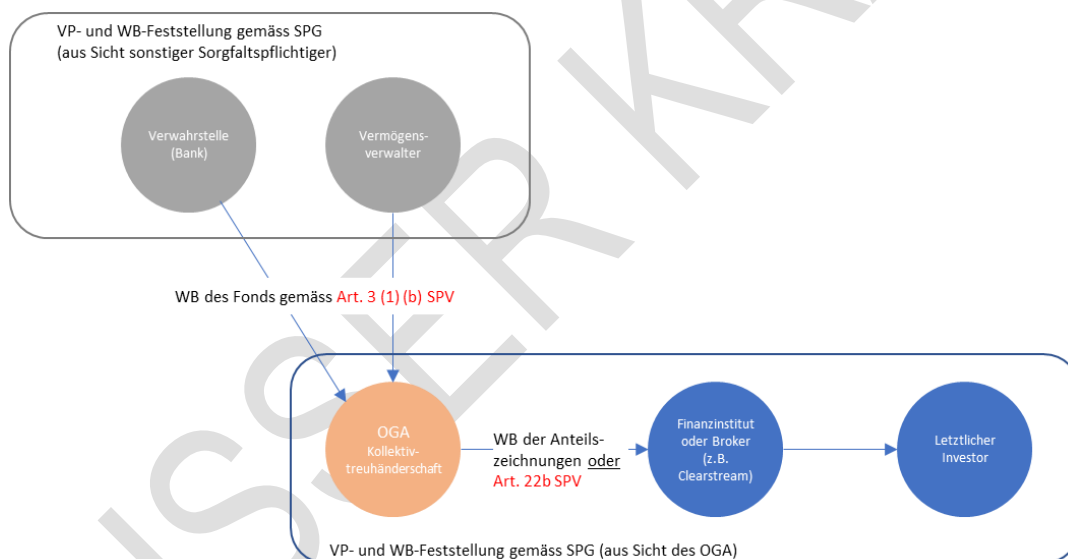 VP- und WB-Feststellung gemäss SPG
(aus Sicht sonstiger Sorgfaltspflichtiger)
Verwahrstelle
(Bank)
Vermögens-
verwalter
WB des Fonds gemäss Art. 3 (1) (b) SPV
OGA
Kollektiv-
treuhänderschaft
WB der Anteils-
zeichnungen oder
Art. 22b SPV
Finanzinstitut
oder Broker
(z.B.
Clearstream)
Letztlicher
Investor
VP- und WB-Feststellung gemäss SPG (aus Sicht des OGA)